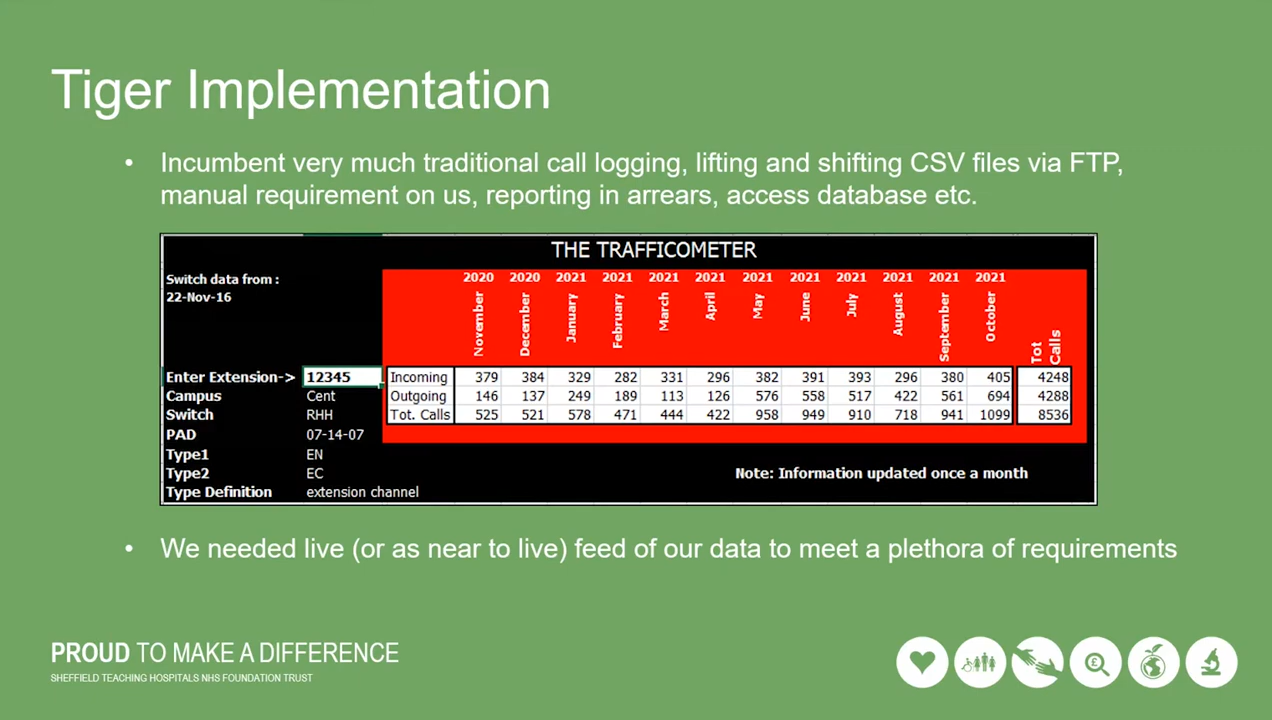 Tiger Implementation
• Incumbent very much traditional call logging, lifting and shifting CSV files via FTP,
manual requirement on us, reporting in arrears, access database etc.
THE TRAFFICOMETER
Switch data from :
22-Nov-16
2020 2020 2021 2021 2021 2021 2021 2021 2021 2021 2021 2021
November December January February March April May June July August September October Tot Calls
Enter Extension-> 12345 Incoming 379 384 329 282 331 296 382 391 393 296 380 405 4248
Campus Cent Outgoing 146 137 249 189 113 126 576 558 517 422 561 694 4288
Switch RHH Tot. Calls 525 521 578 471 444 422 958 949 910 718 941 1099 8536
PAD 07-14-07
Type1 EN
Type2 EC Note: Information updated once a month
Type Definition extension channel
• We needed live (or as near to live) feed of our data to meet a plethora of requirements
PROUD TO MAKE A DIFFERENCE
SHEFFIELD TEACHING HOSPITALS NHS FOUNDATION TRUST
£